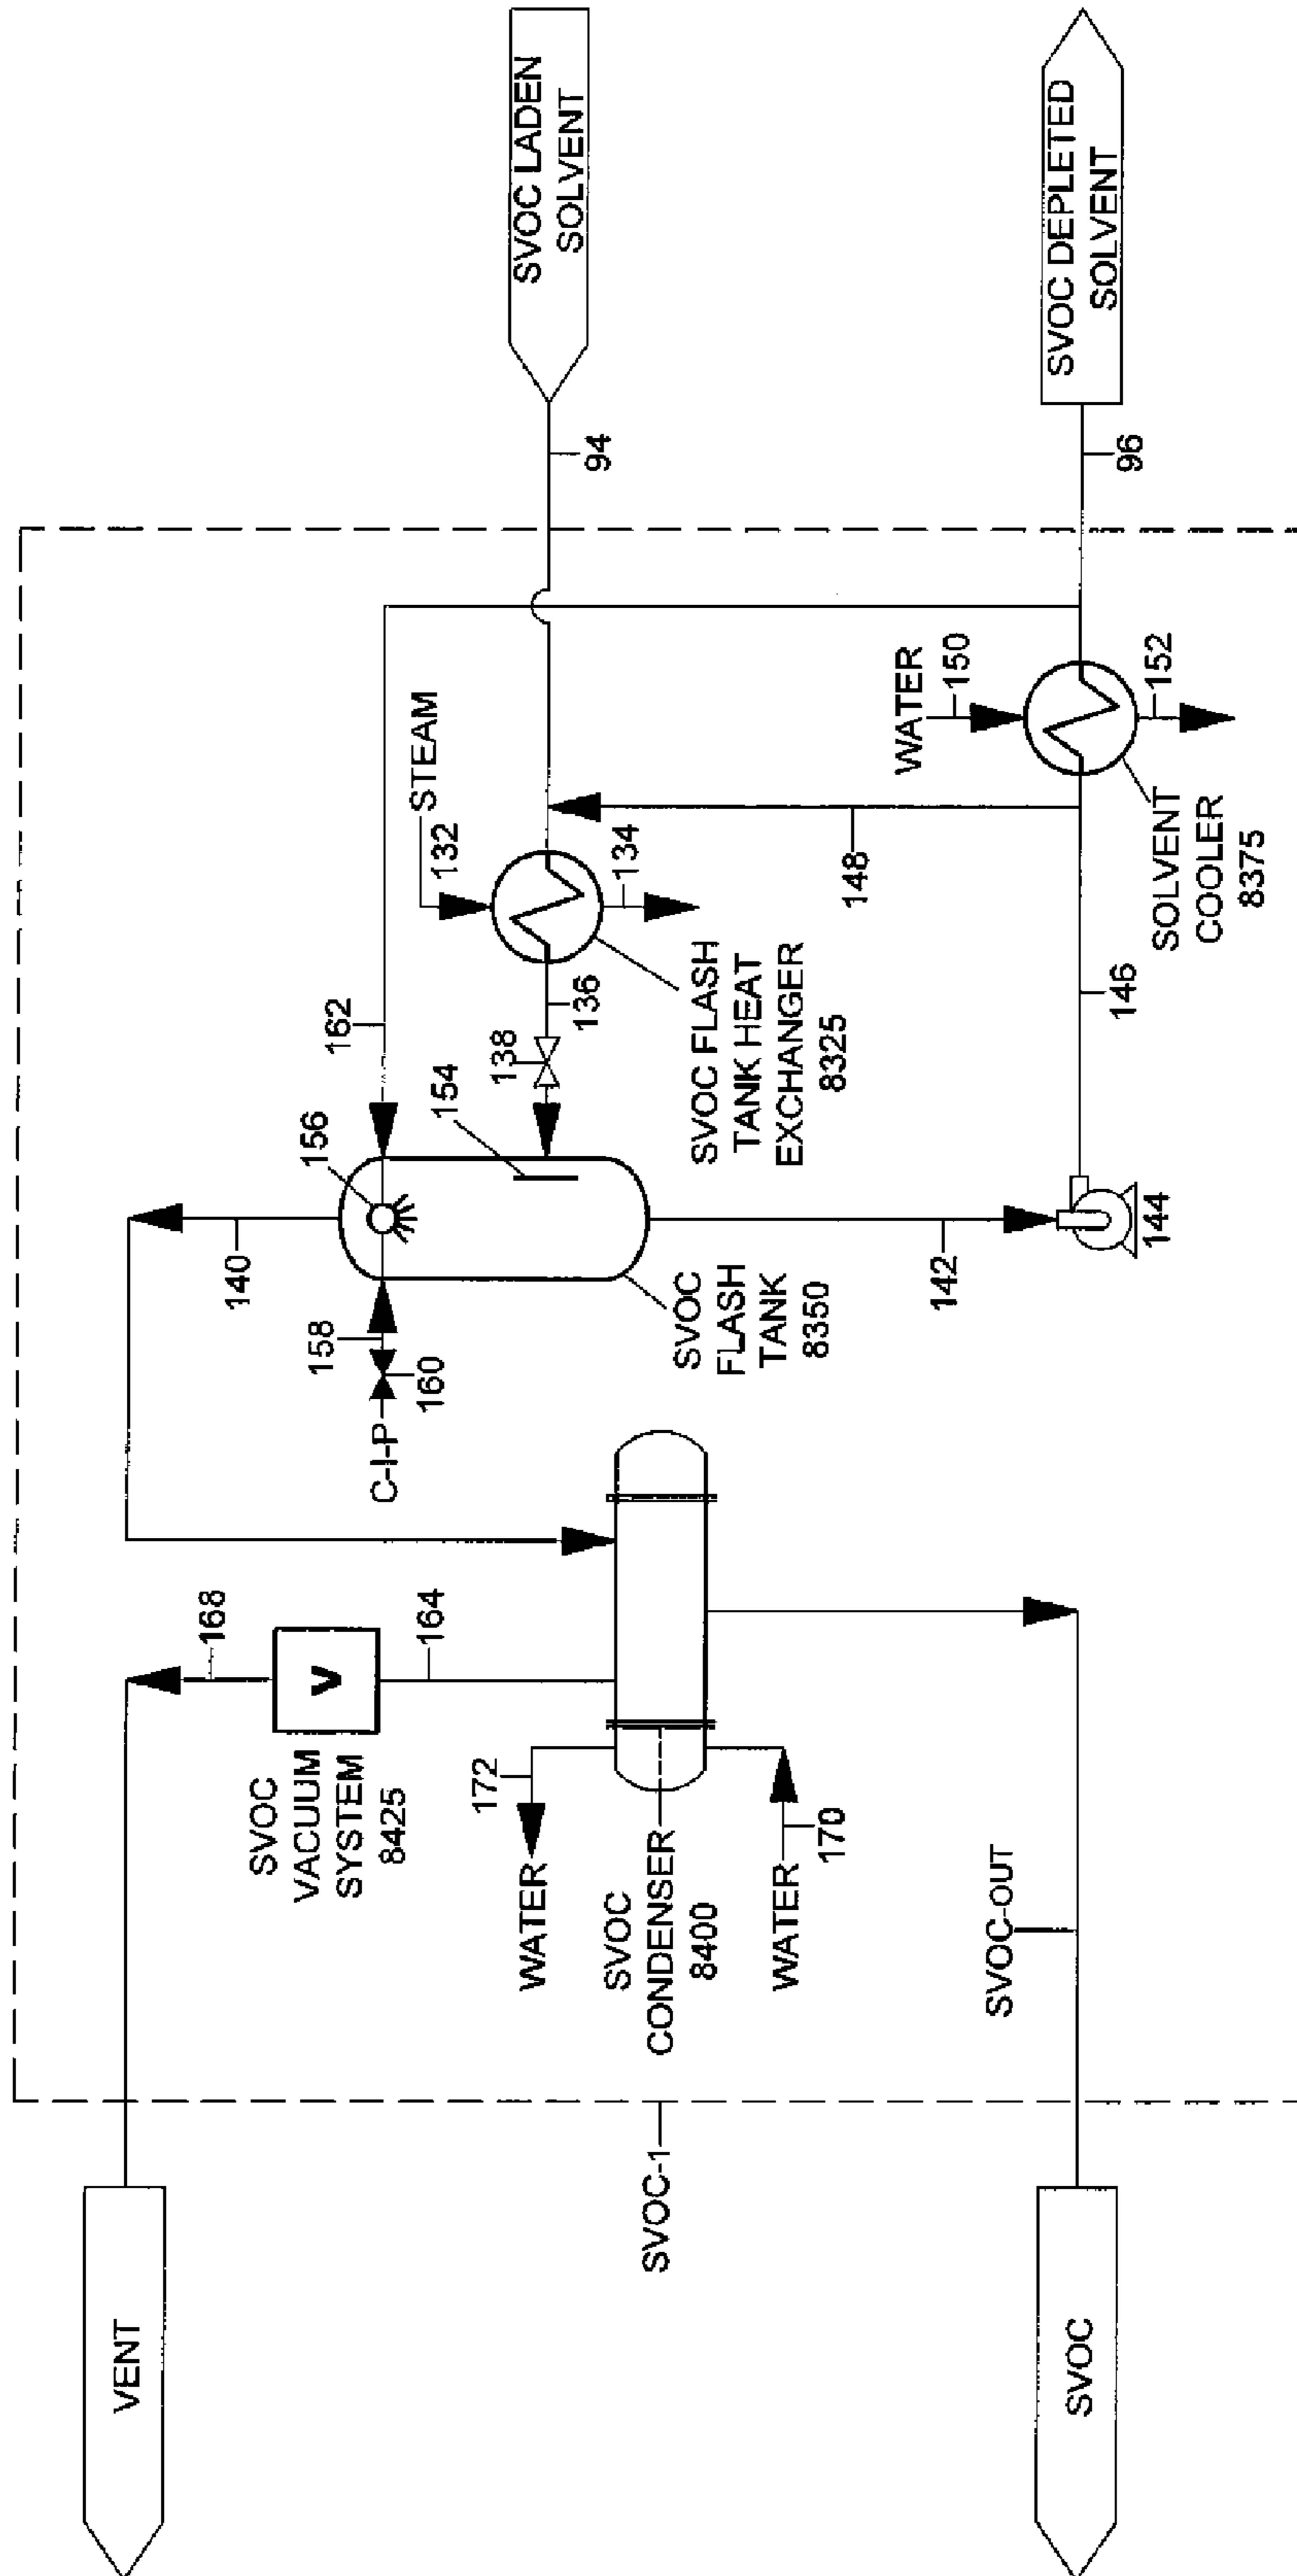 VENT
168
SVOC
VACUUM
SYSTEM
8425
V
164
140
172
WATER
SVOC
CONDENSER
8400
WATER
170
SVOC-1
SVOC-OUT
SVOC
C-I-P
158
160
156
162
SVOC
FLASH
TANK
8350
154
138
136
STEAM
132
134
SVOC FLASH
TANK HEAT
EXCHANGER
8325
142
144
146
148
WATER
150
152
SOLVENT
COOLER
8375
94
SVOC LADEN
SOLVENT
96
SVOC DEPLETED
SOLVENT